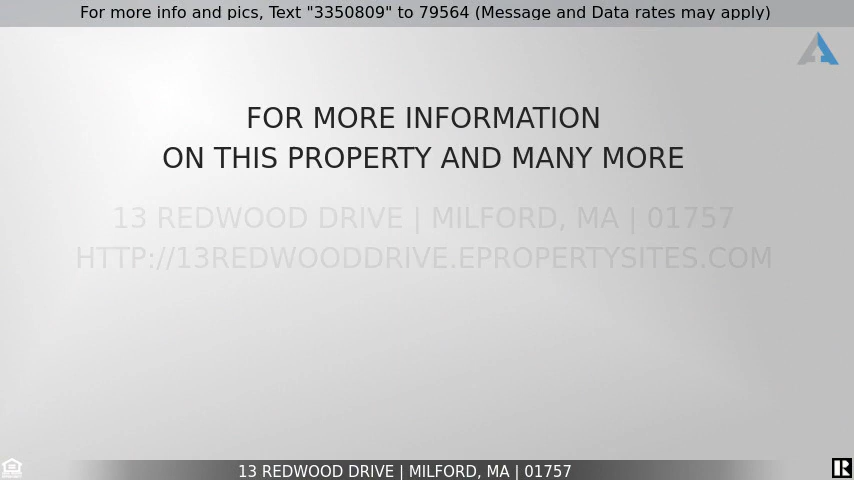 For more info and pics, Text "3350809" to 79564 (Message and Data rates may apply)
FOR MORE INFORMATION
ON THIS PROPERTY AND MANY MORE
13 REDWOOD DRIVE | MILFORD, MA | 01757
HTTP://13REDWOODDRIVE.EPROPERTYSITES.COM
13 REDWOOD DRIVE | MILFORD, MA | 01757